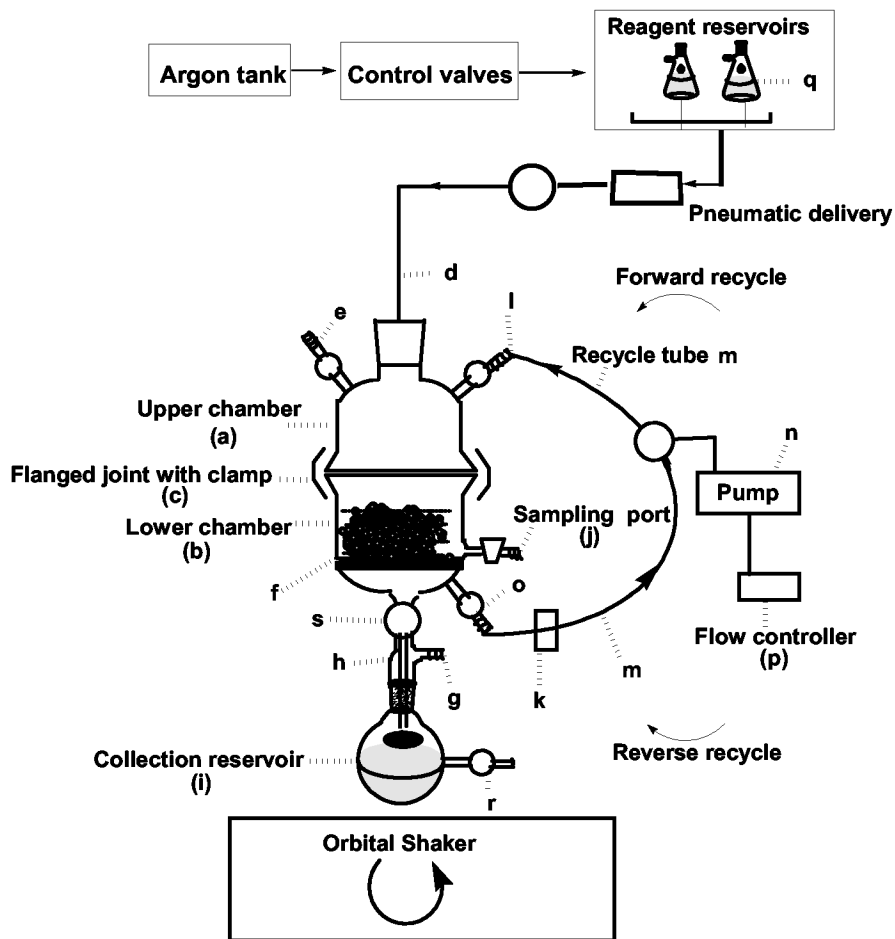 Reagent reservoirs
Argon tank
Control valves
q
Pneumatic delivery
d
Forward recycle
e
l
Recycle tube m
Upper chamber
(a)
n
Flanged joint with clamp
(c)
Pump
Lower chamber
(b)
Sampling port
(j)
f
o
s
Flow controller
(p)
h
g
k
m
Reverse recycle
Collection reservoir
(i)
r
Orbital Shaker